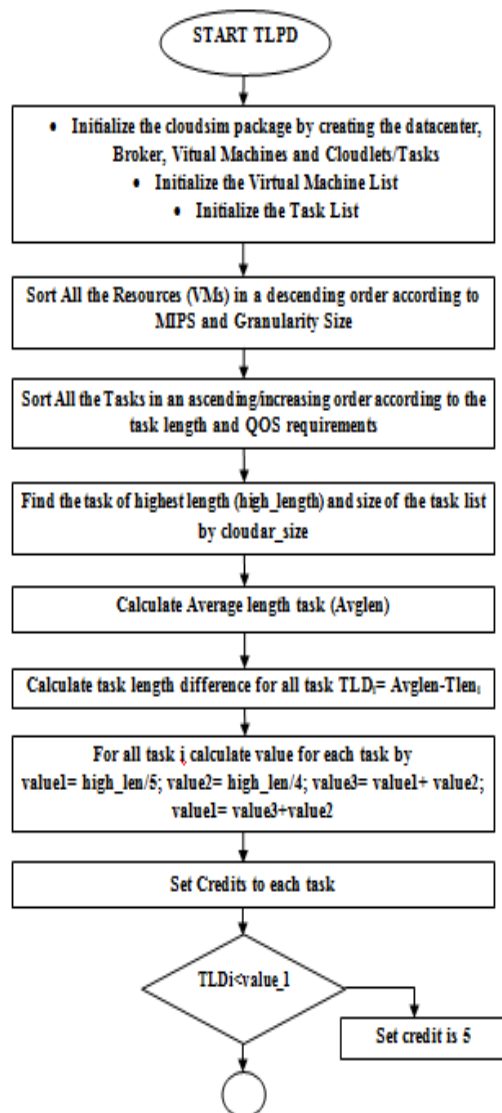 START TLPD
• Initialize the cloudsim package by creating the datacenter,
Broker, Vitual Machines and Cloudlets/Tasks
• Initialize the Virtual Machine List
• Initialize the Task List
Sort All the Resources (VMs) in a descending order according to
MIPS and Granularity Size
Sort All the Tasks in an ascending/increasing order according to the
task length and QOS requirements
Find the task of highest length (high_length) and size of the task list
by cloudar_size
Calculate Average length task (Avglen)
Calculate task length difference for all task TLDᵢ= Avglen-Tlenᵢ
For all task i calculate value for each task by
value1= high_len/5; value2= high_len/4; value3= value1+ value2;
value1= value3+value2
Set Credits to each task
TLDi<value_1
Set credit is 5